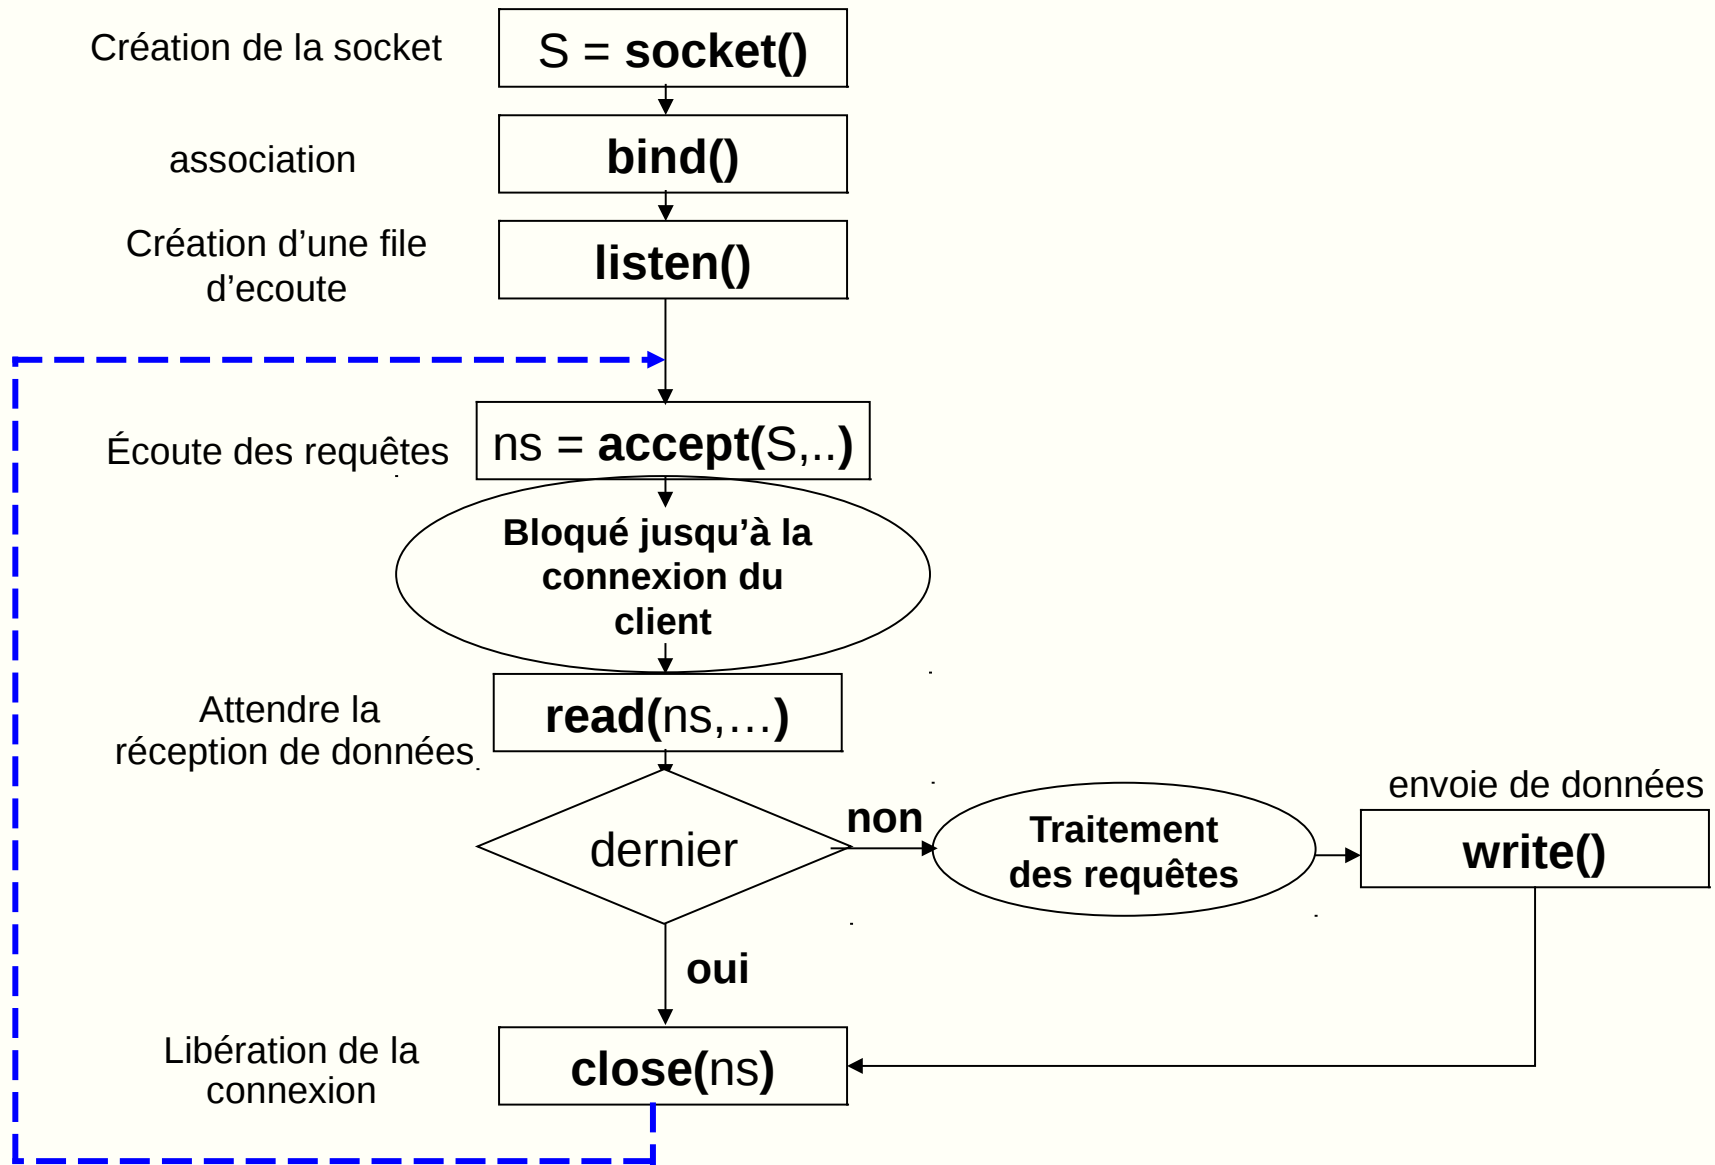 Création de la socket
S = socket()
association
bind()
Création d’une file
d’ecoute
listen()
Écoute des requêtes
ns = accept(S,..)
Bloqué jusqu’à la
connexion du
client
Attendre la
réception de données
read(ns,…)
dernier
non
Traitement
des requêtes
envoie de données
write()
oui
Libération de la
connexion
close(ns)